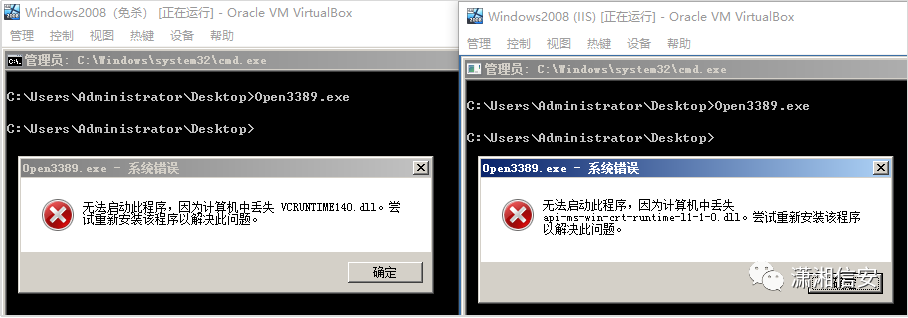 Windows2008（免杀） [正在运行] - Oracle VM VirtualBox
管理 控制 视图 热键 设备 帮助
管理员: C:\Windows\system32\cmd.exe
C:\Users\Administrator\Desktop>Open3389.exe
C:\Users\Administrator\Desktop>
Open3389.exe - 系统错误
无法启动此程序，因为计算机中丢失 VCRUNTIME140.dll。尝
试重新安装该程序以解决此问题。
确定
Windows2008 (IIS) [正在运行] - Oracle VM VirtualBox
管理 控制 视图 热键 设备 帮助
管理员: C:\Windows\system32\cmd.exe
C:\Users\Administrator\Desktop>Open3389.exe
C:\Users\Administrator\Desktop>
Open3389.exe - 系统错误
无法启动此程序，因为计算机中丢失
api-ms-win-crt-runtime-l1-1-0.dll。尝试重新安装该程序
以解决此问题。
潇湘信安